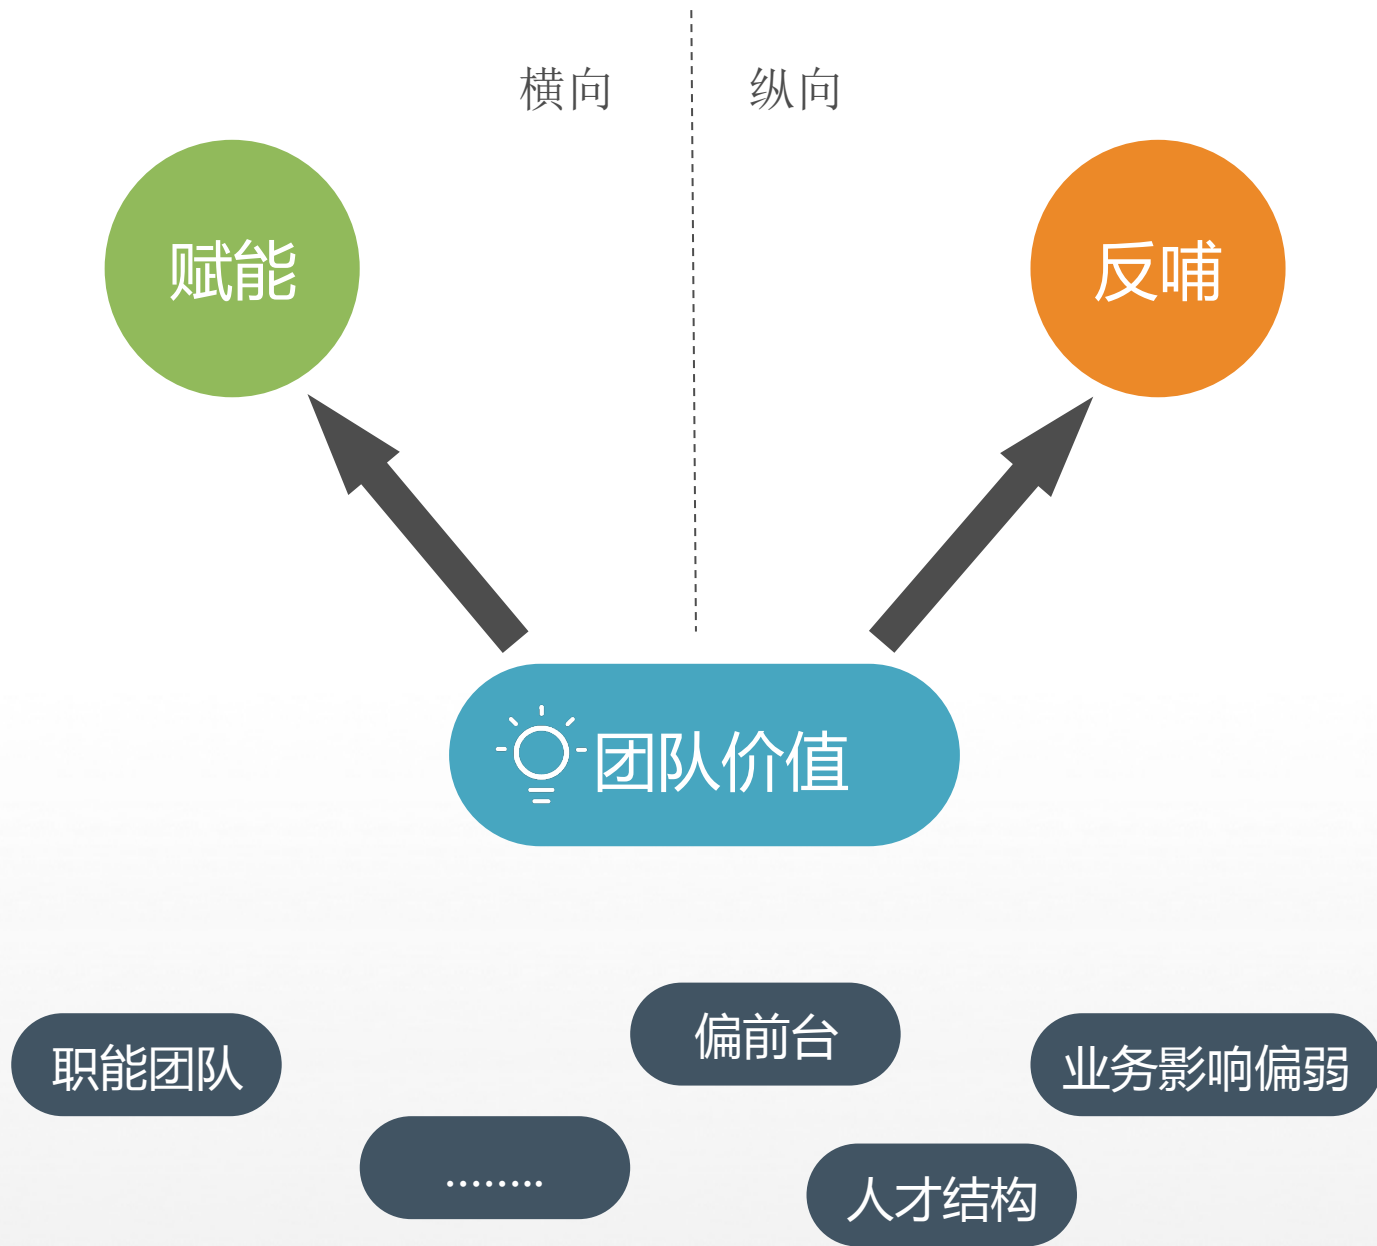 横向
纵向
赋能
反哺
团队价值
偏前台
职能团队
业务影响偏弱
........
人才结构